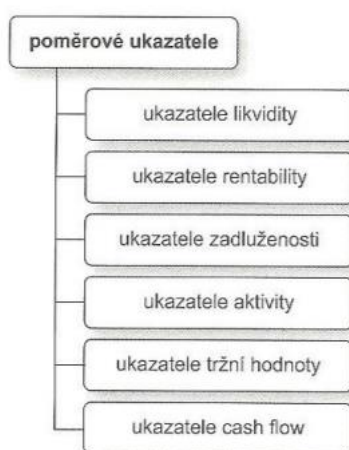 poměrové ukazatele
ukazatele likvidity
ukazatele rentability
ukazatele zadluženosti
ukazatele aktivity
ukazatele tržní hodnoty
ukazatele cash flow